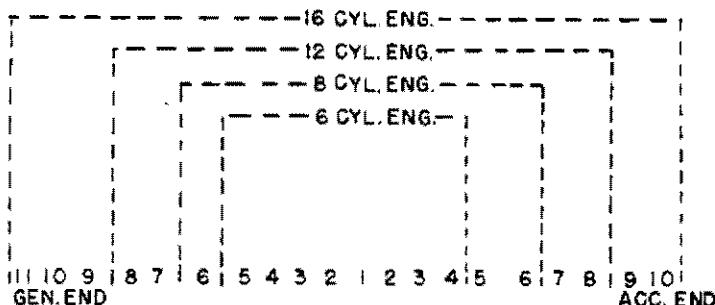 16 CYL. ENG.
12 CYL. ENG.
8 CYL. ENG.
6 CYL. ENG.
11 10 9 8 7 6 5 4 3 2 1 2 3 4 5 6 7 8 9 10
GEN. END ACC. END